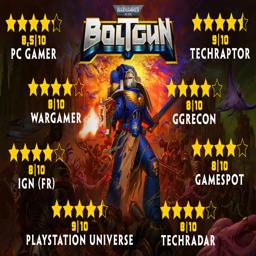 WARHAMMER
40,000
BOLTGUN
8,5|10
PC GAMER
9|10
TECHRAPTOR
8|10
WARGAMER
8|10
GGRECON
8|10
IGN (FR)
8|10
GAMESPOT
9|10
PLAYSTATION UNIVERSE
8|10
TECHRADAR